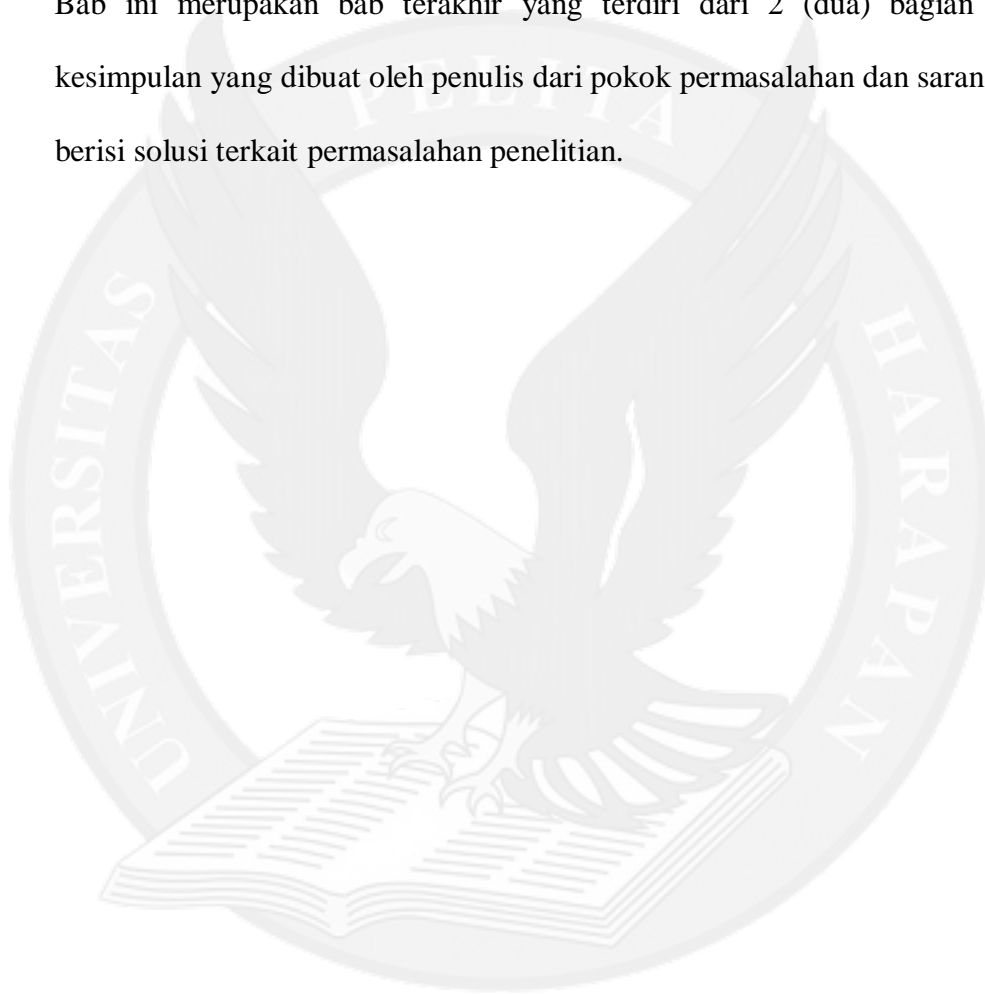 Bab ini merupakan bab terakhir yang terdiri dari 2 (dua) bagian
kesimpulan yang dibuat oleh penulis dari pokok permasalahan dan saran
berisi solusi terkait permasalahan penelitian.
UNIVERSITAS PELITA HARAPAN